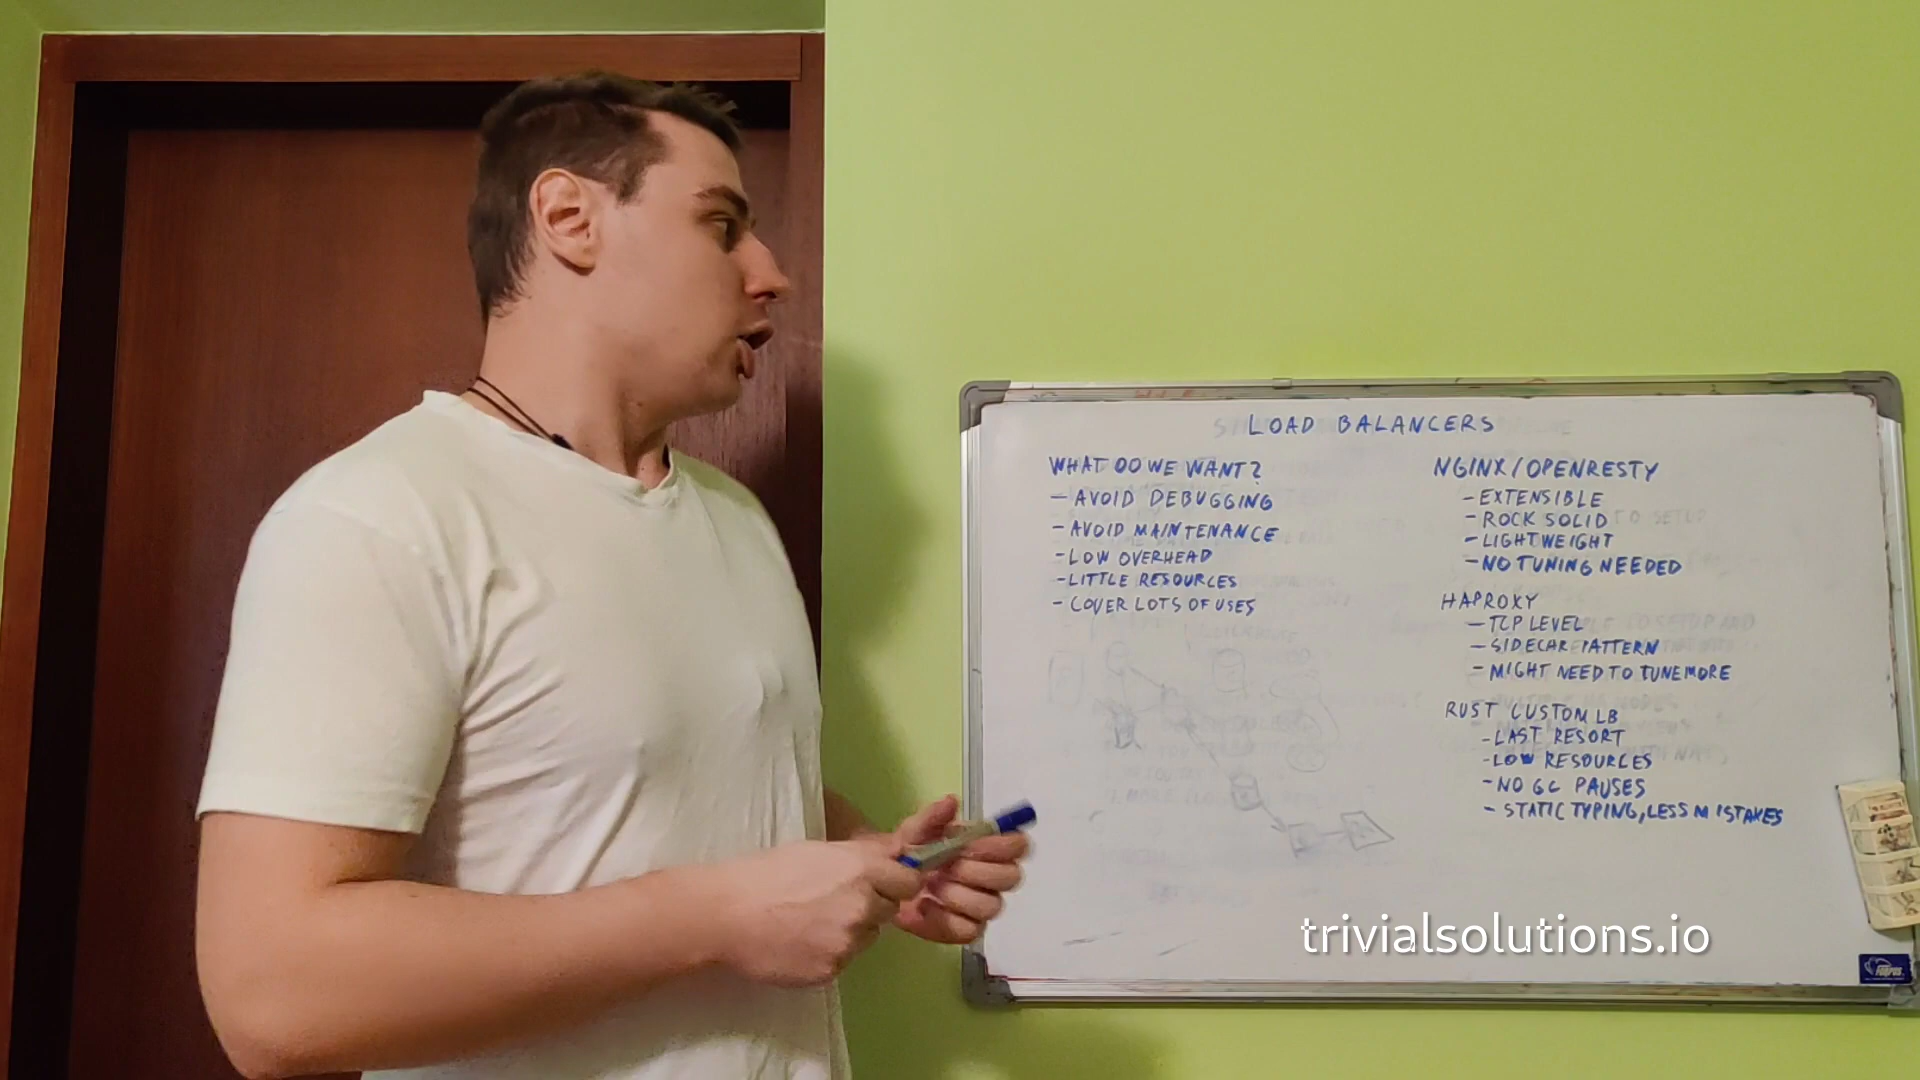 LOAD BALANCERS
WHAT DO WE WANT?
- AVOID DEBUGGING
- AVOID MAINTENANCE
- LOW OVERHEAD
- LITTLE RESOURCES
- COVER LOTS OF USES
NGINX/OPENRESTY
- EXTENSIBLE
- ROCK SOLID
- LIGHTWEIGHT
- NO TUNING NEEDED
HAPROXY
- TCP LEVEL
- SIDECAR PATTERN
- MIGHT NEED TO TUNE MORE
RUST CUSTOM LB
- LAST RESORT
- LOW RESOURCES
- NO GC PAUSES
- STATIC TYPING, LESS MISTAKES
trivialsolutions.io